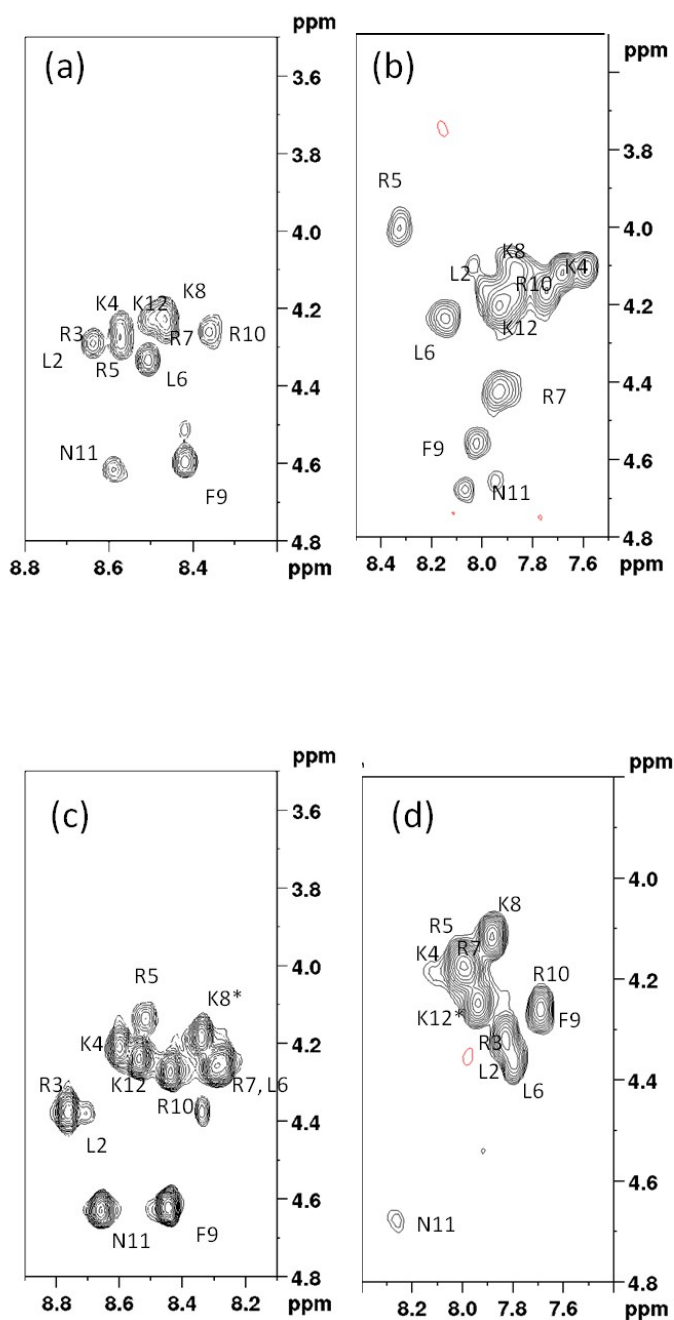 ppm
(a)
3.6
3.8
4.0
4.2
4.4
4.6
4.8
K4 K12 K8
R3 R7 R10
L2 R5 L6
N11
F9
8.8 8.6 8.4 ppm
ppm
(b)
3.8
4.0
4.2
4.4
4.6
4.8
R5
K8
L2 K4
R10
K12
L6
R7
F9
N11
8.4 8.2 8.0 7.8 7.6 ppm
ppm
(c)
3.6
3.8
4.0
4.2
4.4
4.6
4.8
R5 K8*
K4
R3 K12 R7, L6
R10
L2
N11 F9
8.8 8.6 8.4 8.2 ppm
ppm
(d)
4.0
4.2
4.4
4.6
4.8
K8
R5
K4 R7
R10
K12* F9
R3
L2
L6
N11
8.2 8.0 7.8 7.6 ppm